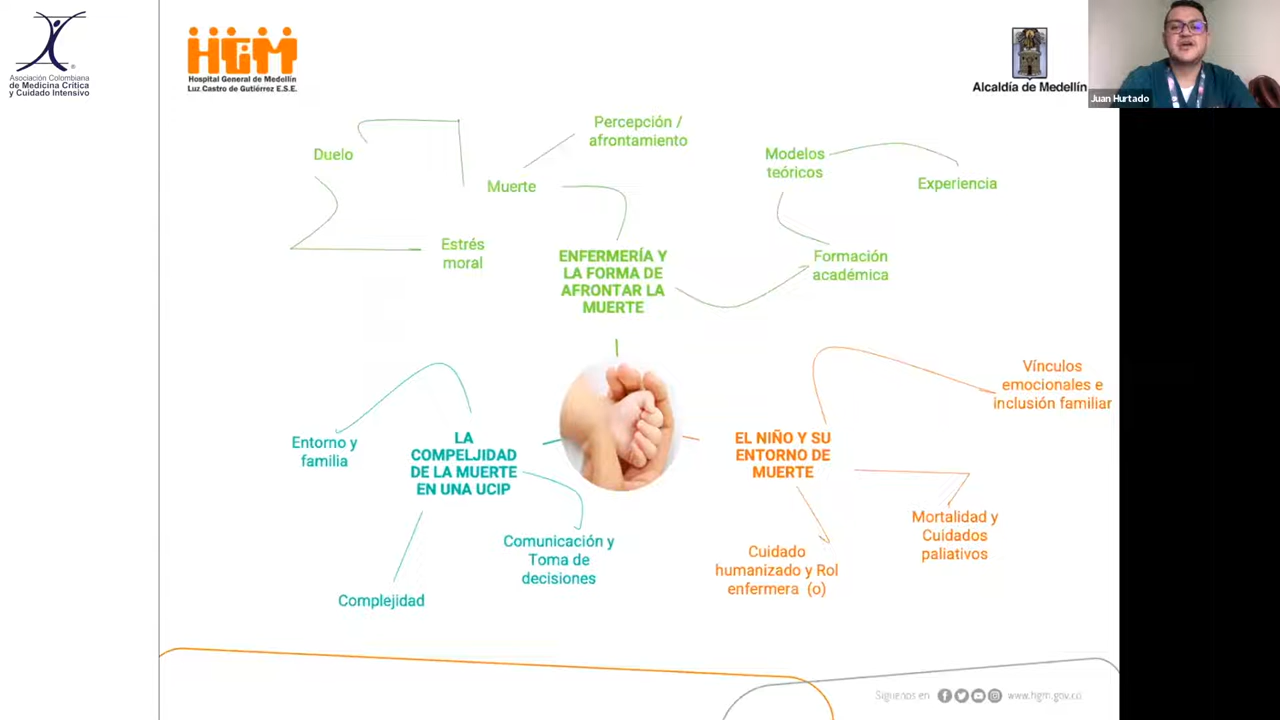 Asociación Colombiana
de Medicina Crítica
y Cuidado Intensivo
HGM
Hospital General de Medellín
Luz Castro de Gutiérrez E.S.E.
Alcaldía de Medellín
Juan Hurtado
Percepción /
afrontamiento
Duelo
Muerte
Modelos
teóricos
Experiencia
Estrés
moral
ENFERMERÍA Y
LA FORMA DE
AFRONTAR LA
MUERTE
Formación
académica
Vínculos
emocionales e
inclusión familiar
Entorno y
familia
LA
COMPELJIDAD
DE LA MUERTE
EN UNA UCIP
EL NIÑO Y SU
ENTORNO DE
MUERTE
Mortalidad y
Cuidados
paliativos
Comunicación y
Toma de
decisiones
Cuidado
humanizado y Rol
enfermera (o)
Complejidad
Síguenos en
www.hgm.gov.co